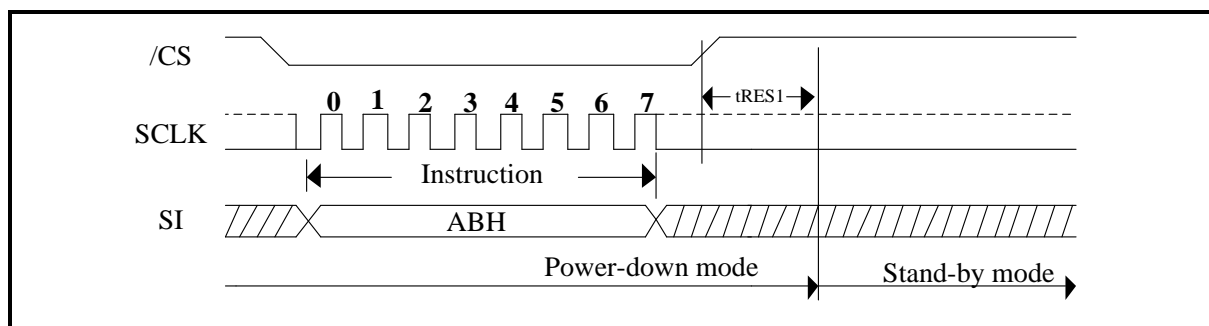 /CS
tRES1
0 1 2 3 4 5 6 7
SCLK
Instruction
SI
ABH
Power-down mode
Stand-by mode